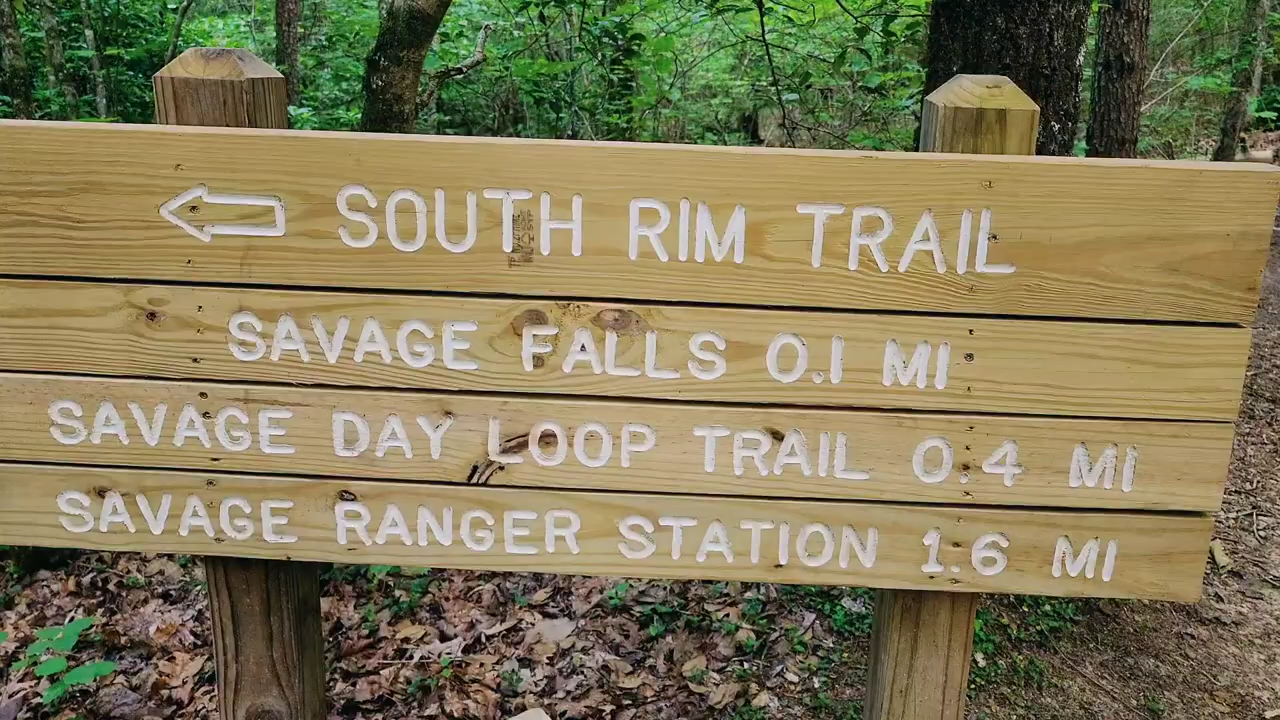 SOUTH RIM TRAIL
SAVAGE FALLS 0.1 MI
SAVAGE DAY LOOP TRAIL 0.4 MI
SAVAGE RANGER STATION 1.6 MI